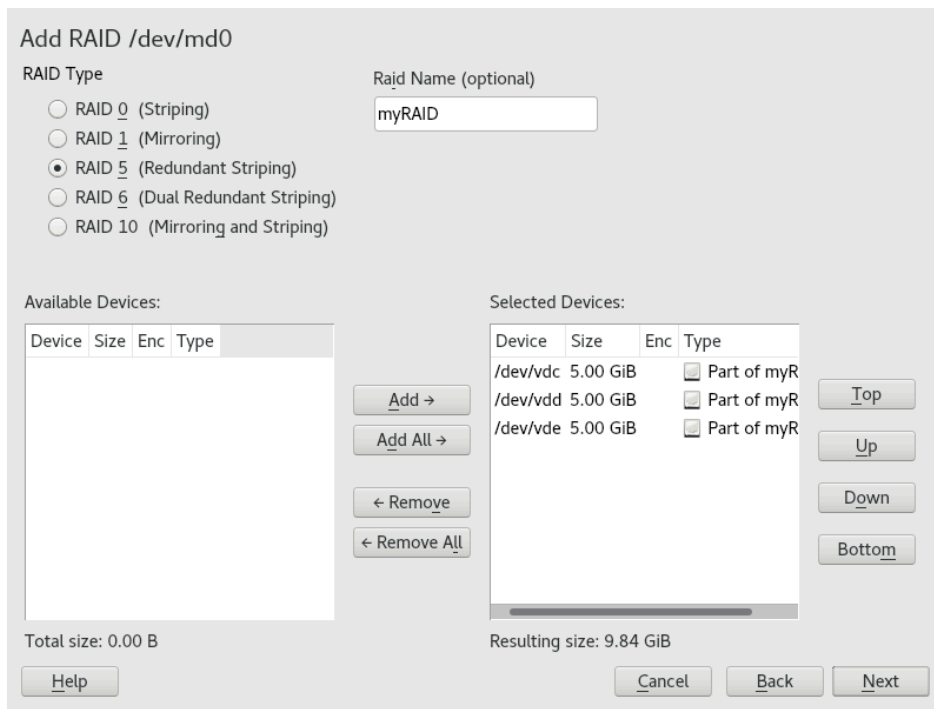 Add RAID /dev/md0
RAID Type
RAID 0 (Striping)
RAID 1 (Mirroring)
RAID 5 (Redundant Striping)
RAID 6 (Dual Redundant Striping)
RAID 10 (Mirroring and Striping)
Raid Name (optional)
myRAID
Available Devices:
Device Size Enc Type
Total size: 0.00 B
Add →
Add All →
← Remove
← Remove All
Selected Devices:
Device Size Enc Type
/dev/vdc 5.00 GiB Part of myR
/dev/vdd 5.00 GiB Part of myR
/dev/vde 5.00 GiB Part of myR
Resulting size: 9.84 GiB
Top
Up
Down
Bottom
Help
Cancel
Back
Next